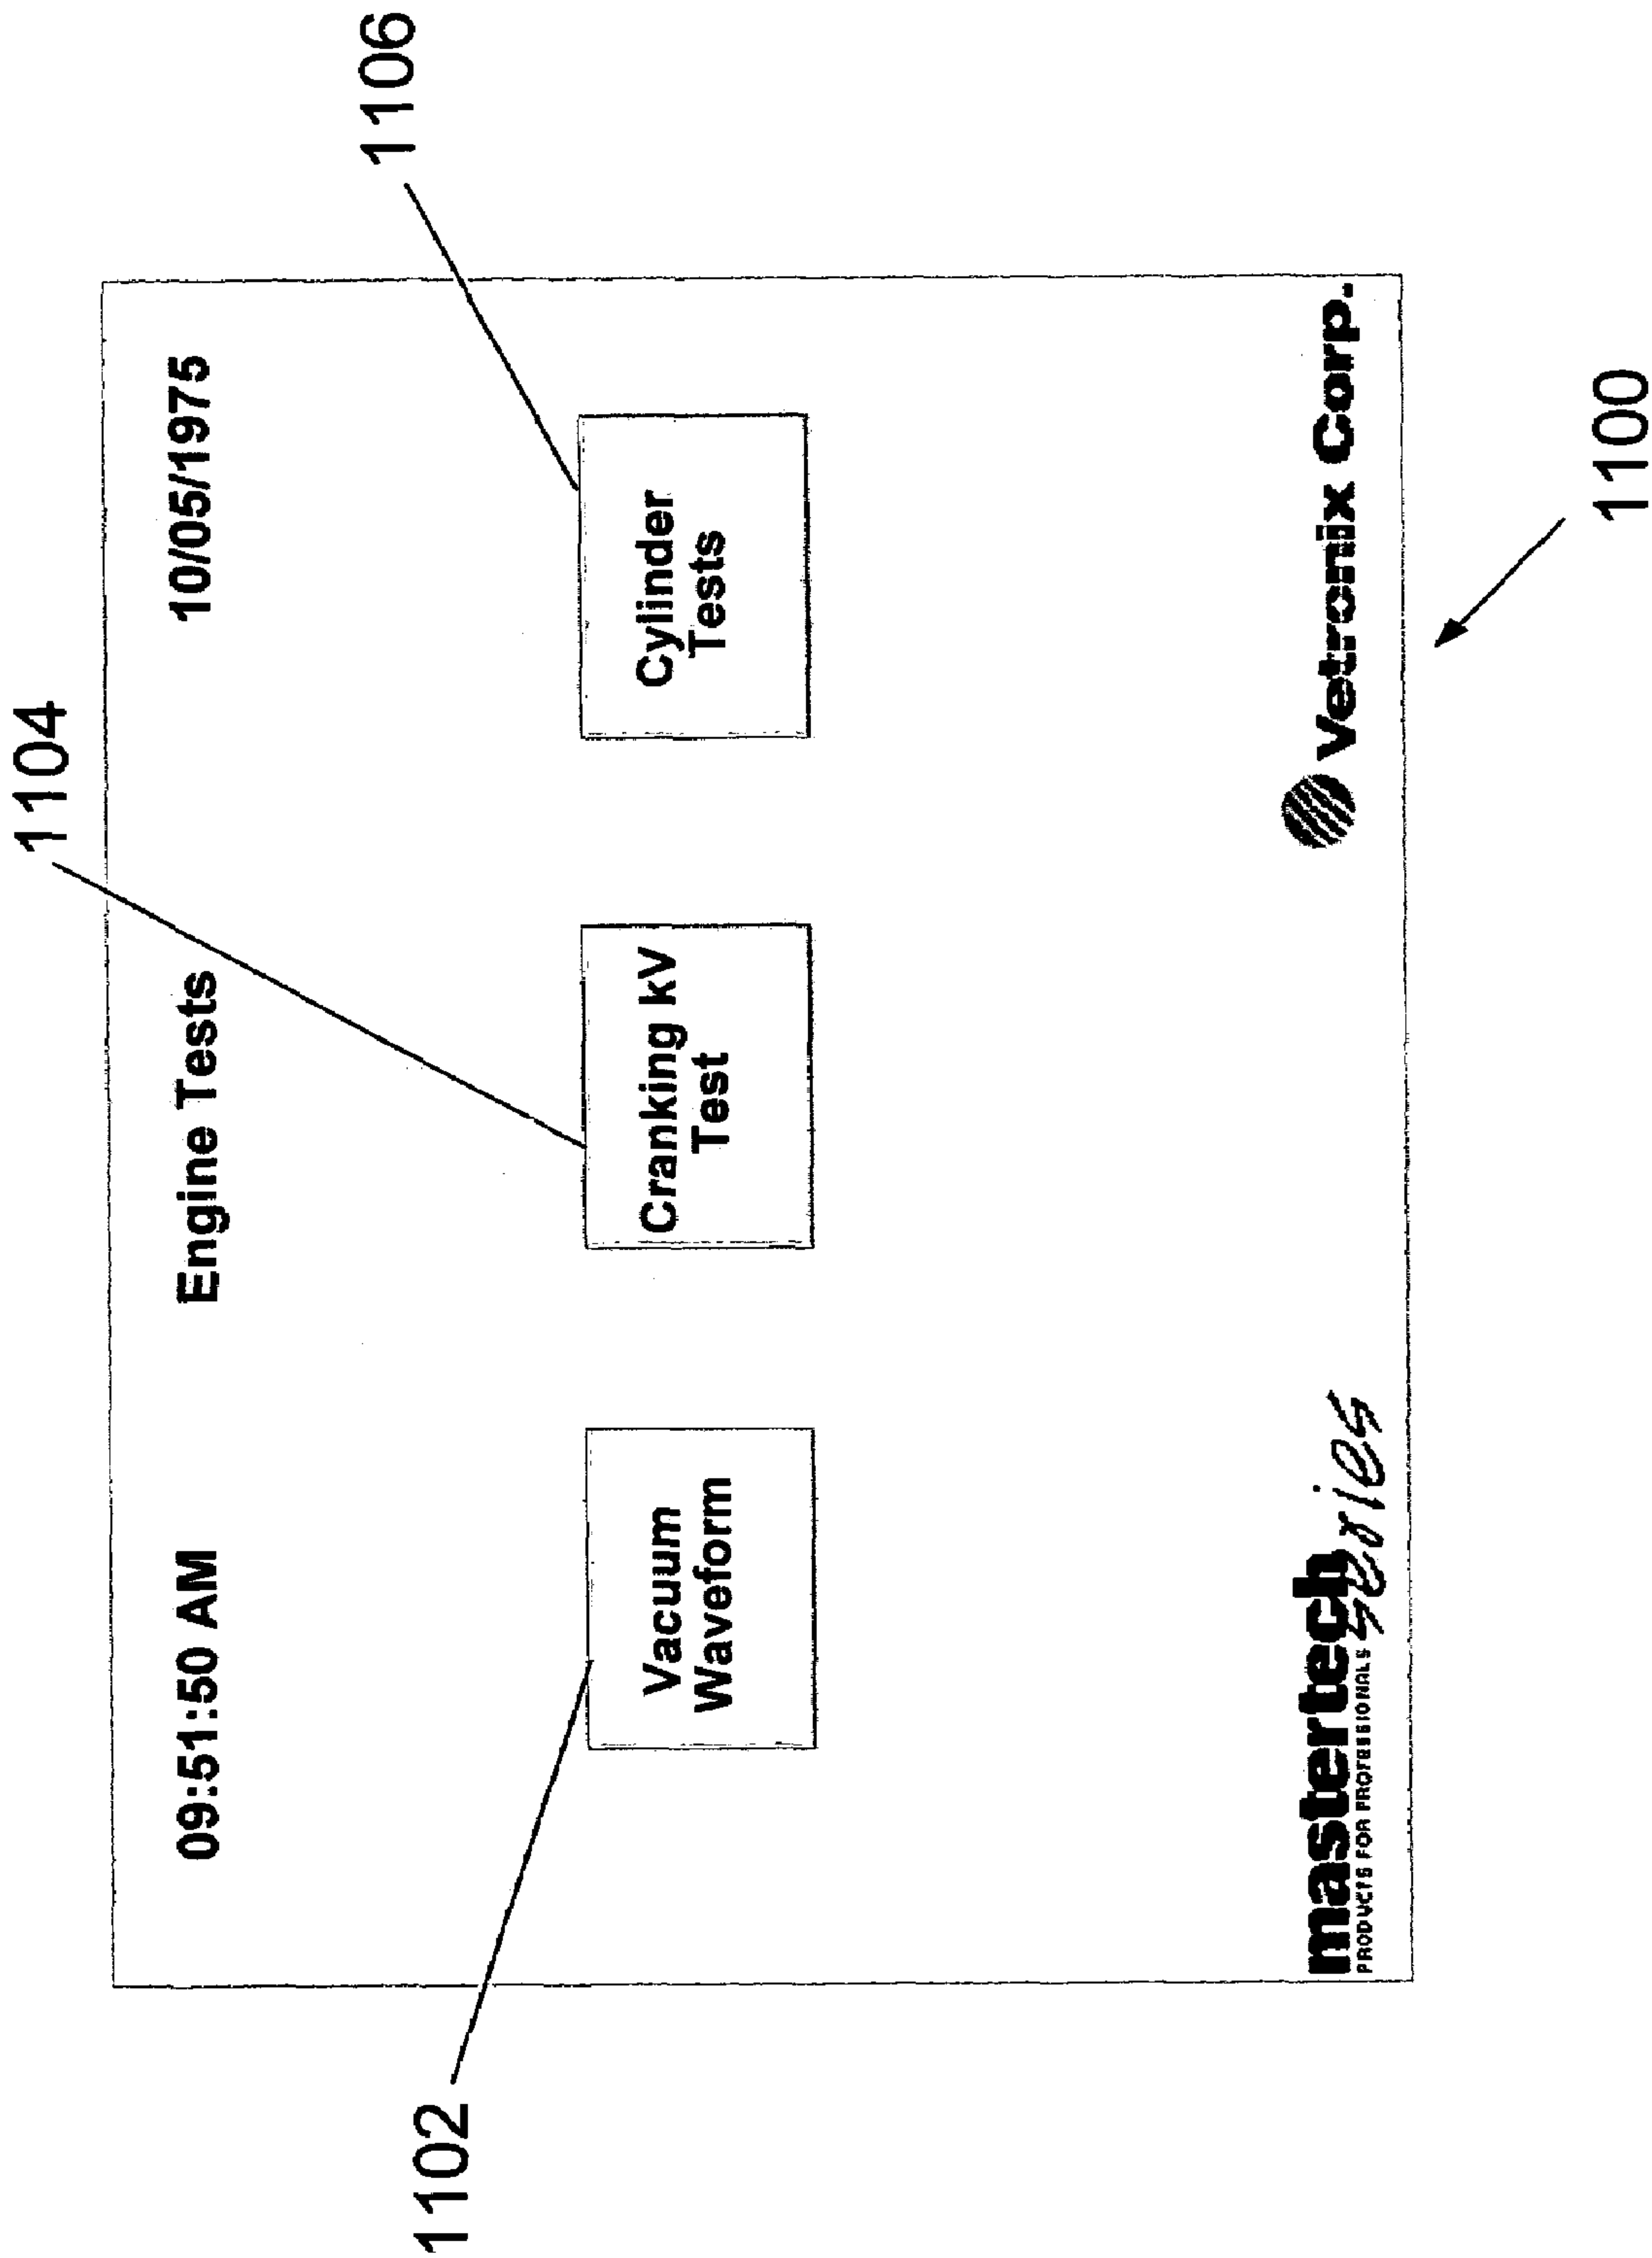 1104
1106
09:51:50 AM
Engine Tests
10/05/1975
1102
Vacuum
Waveform
Cranking kV
Test
Cylinder
Tests
mastertech series
PRODUCTS FOR PROFESSIONALS
Vetronix Corp.
1100